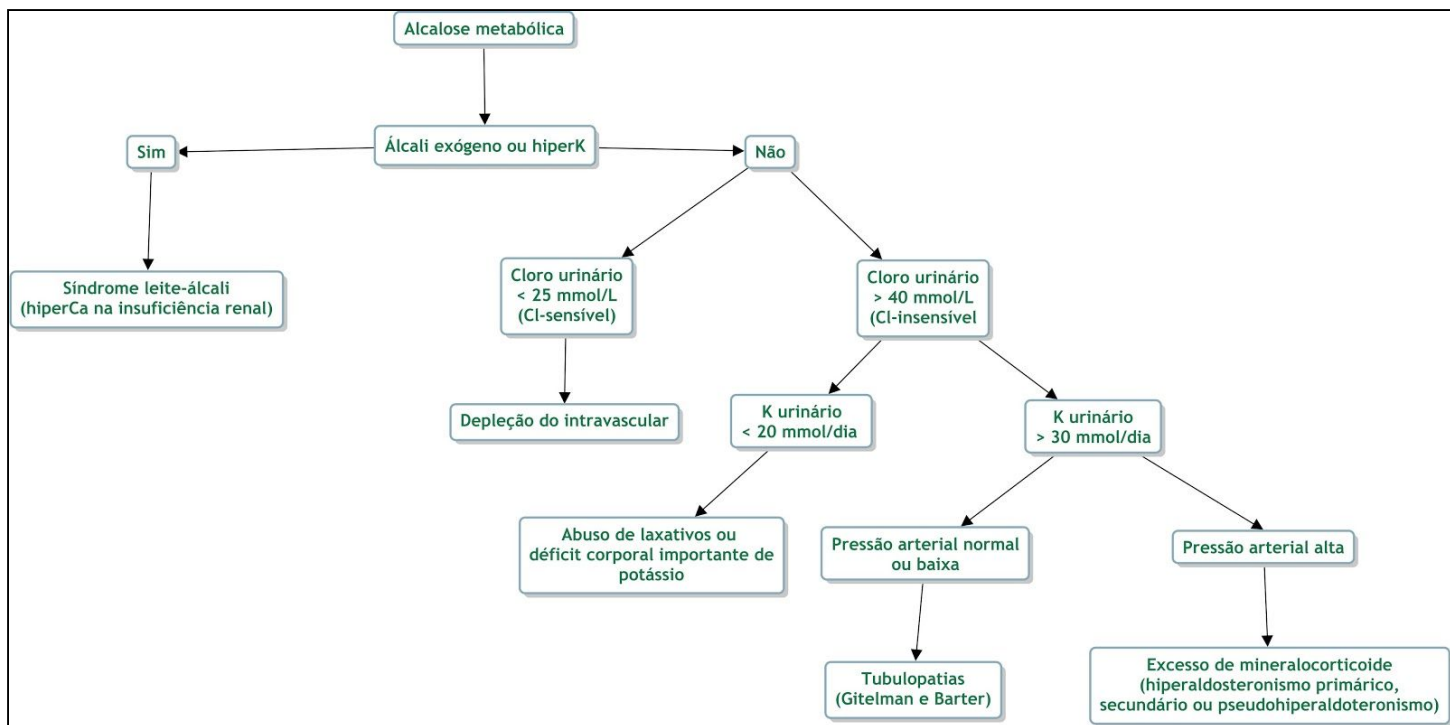 Alcalose metabólica
Sim
Álcali exógeno ou hiperK
Não
Síndrome leite-álcali
(hiperCa na insuficiência renal)
Cloro urinário
< 25 mmol/L
(Cl-sensível)
Cloro urinário
> 40 mmol/L
(Cl-insensível
Depleção do intravascular
K urinário
< 20 mmol/dia
K urinário
> 30 mmol/dia
Abuso de laxativos ou
déficit corporal importante de
potássio
Pressão arterial normal
ou baixa
Pressão arterial alta
Tubulopatias
(Gitelman e Barter)
Excesso de mineralocorticoide
(hiperaldosteronismo primárico,
secundário ou pseudohiperaldoteronismo)